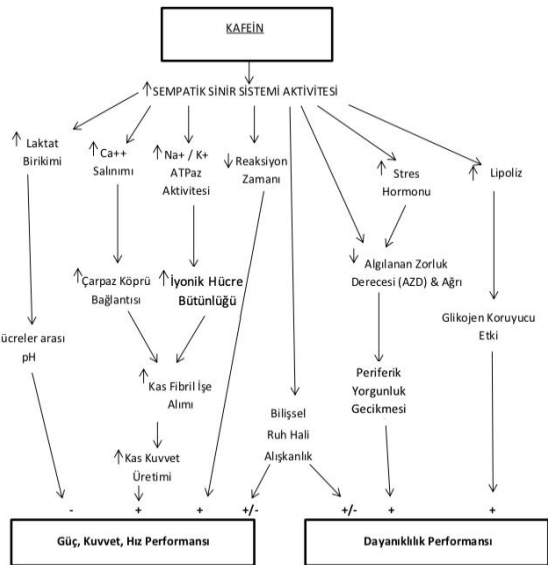 KAFEİN
↑SEMPATİK SİNİR SİSTEMİ AKTİVİTESİ
↑ Laktat
Birikimi
↑ Ca++
Salınımı
↑ Na+ / K+
ATPaz
Aktivitesi
↓ Reaksiyon
Zamanı
↑ Stres
Hormonu
↑ Lipoliz
↑Çarpaz Köprü
Bağlantısı
↑İyonik Hücre
Bütünlüğü
↓ Algılanan Zorluk
Derecesi (AZD) & Ağrı
ücreler arası
pH
Glikojen Koruyucu
Etki
↑ Kas Fibril İşe
Alımı
Periferik
Yorgunluk
Gecikmesi
Bilişsel
Ruh Hali
Alışkanlık
↑Kas Kuvvet
Üretimi
- + + +/- +/- + +
Güç, Kuvvet, Hız Performansı
Dayanıklılık Performansı